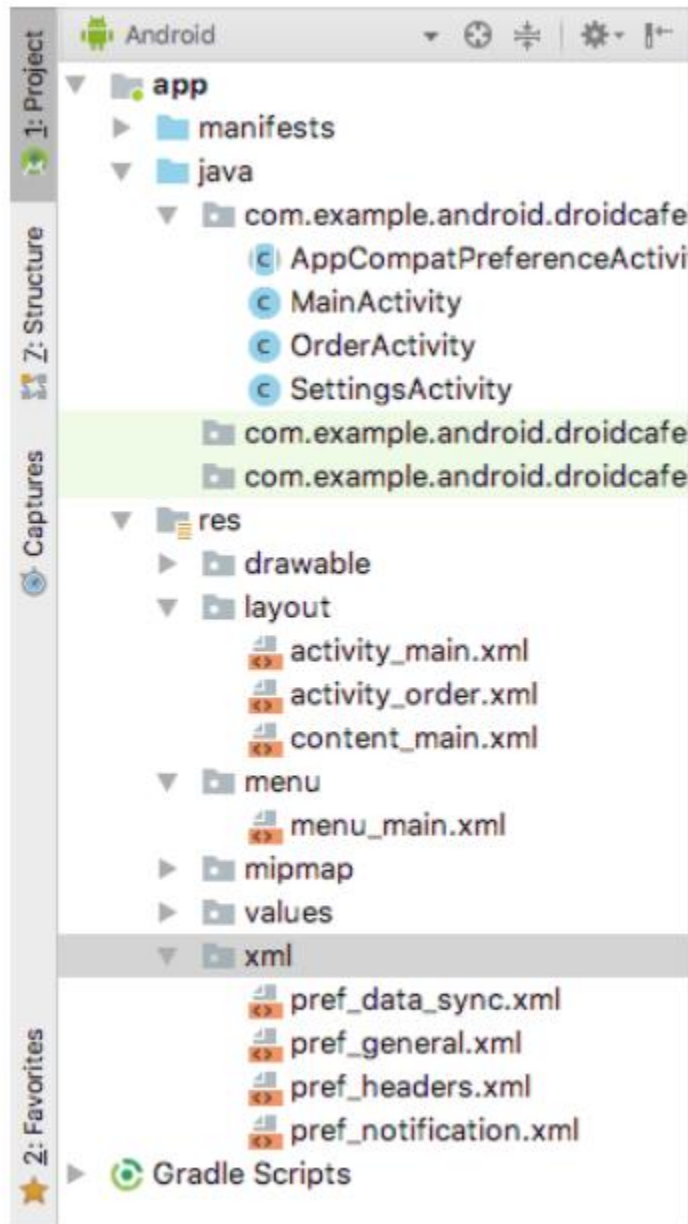 Android
1: Project
7: Structure
Captures
2: Favorites
app
manifests
java
com.example.android.droidcafe
AppCompatPreferenceActivi
MainActivity
OrderActivity
SettingsActivity
com.example.android.droidcafe
com.example.android.droidcafe
res
drawable
layout
activity_main.xml
activity_order.xml
content_main.xml
menu
menu_main.xml
mipmap
values
xml
pref_data_sync.xml
pref_general.xml
pref_headers.xml
pref_notification.xml
Gradle Scripts